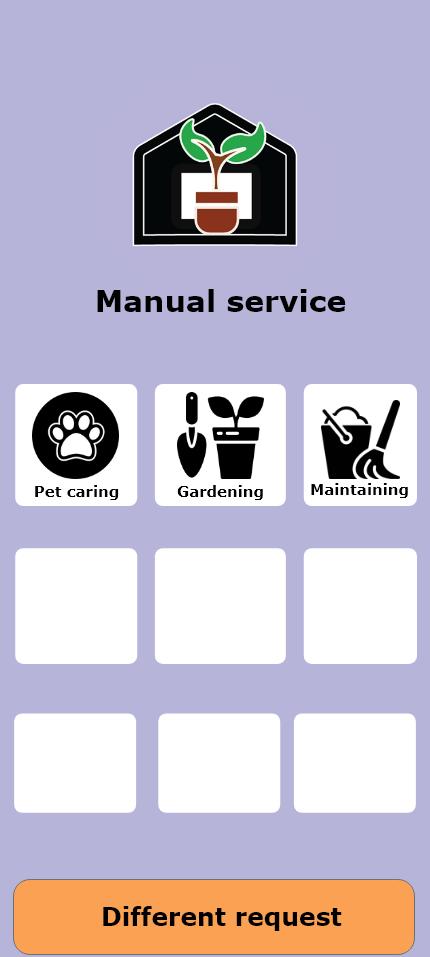 Manual service
Pet caring
Gardening
Maintaining
Different request